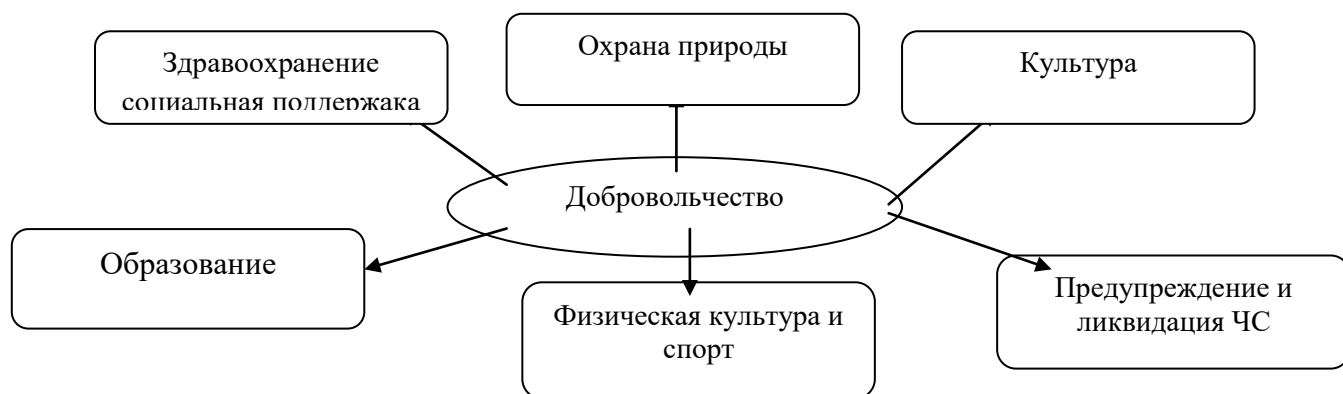 Здравоохранение
социальная поддержака
Охрана природы
Культура
Добровольчество
Образование
Физическая культура и
спорт
Предупреждение и
ликвидация ЧС